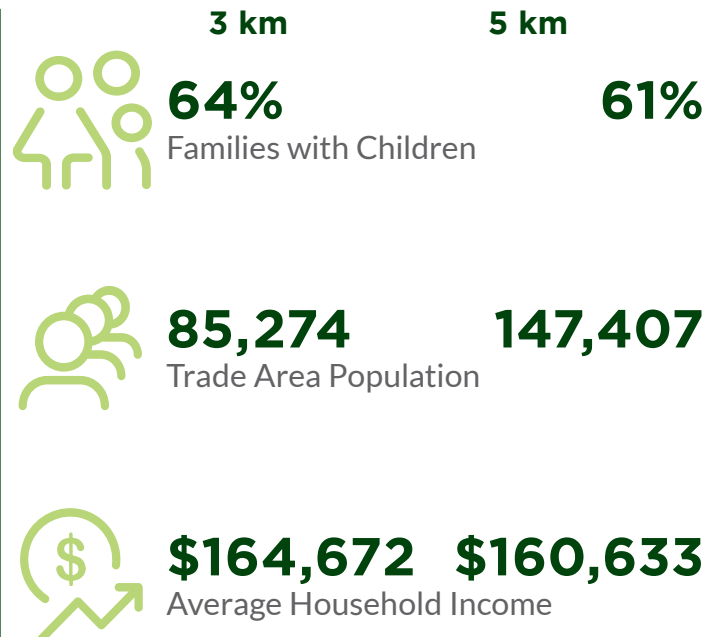 3 km 5 km
64% 61%
Families with Children
85,274 147,407
Trade Area Population
$
$164,672 $160,633
Average Household Income